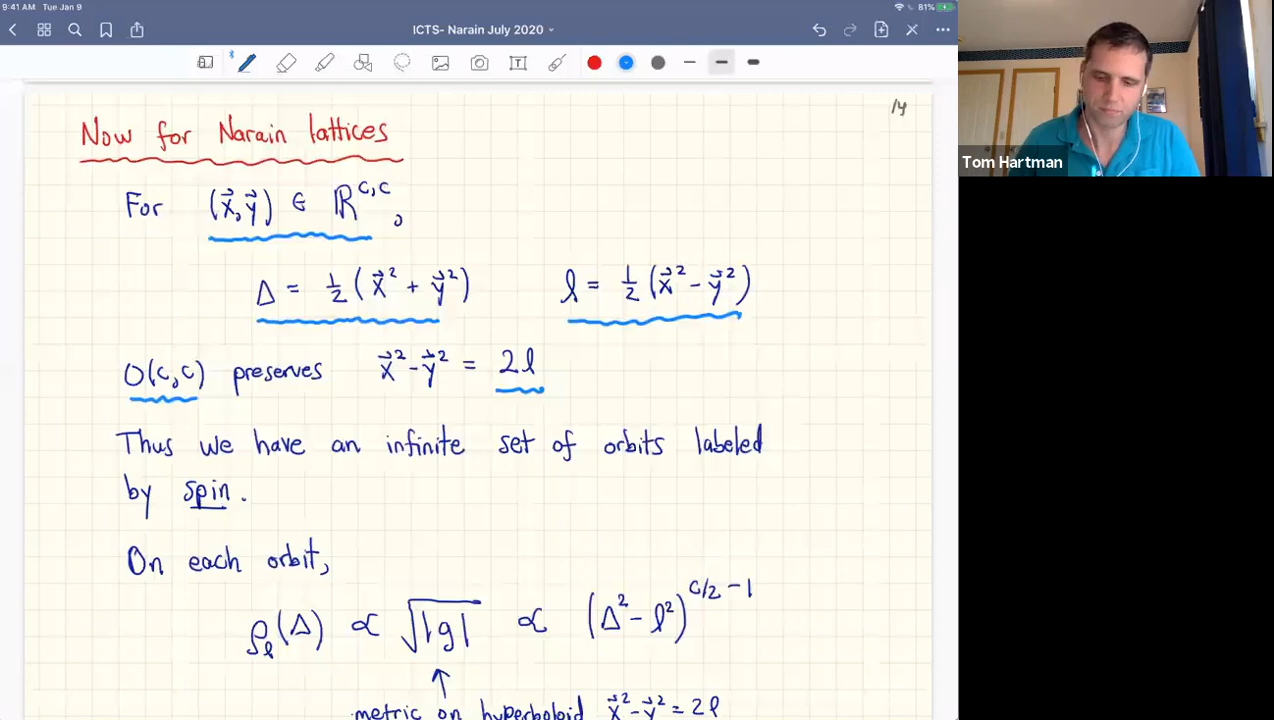 9:41 AM Tue Jan 9
81%
ICTS- Narain July 2020
14
Now for Narain lattices
For (x⃗, y⃗) ∈ ℝ^{c,c},
Δ = ½(x⃗² + y⃗²) ℓ = ½(x⃗² - y⃗²)
O(c,c) preserves x⃗² - y⃗² = 2ℓ
Thus we have an infinite set of orbits labeled
by spin.
On each orbit,
ρ_ℓ(Δ) ∝ √|g| ∝ (Δ² - ℓ²)^{c/2 - 1}
↑
metric on hyperboloid x⃗² - y⃗² = 2ℓ
Tom Hartman